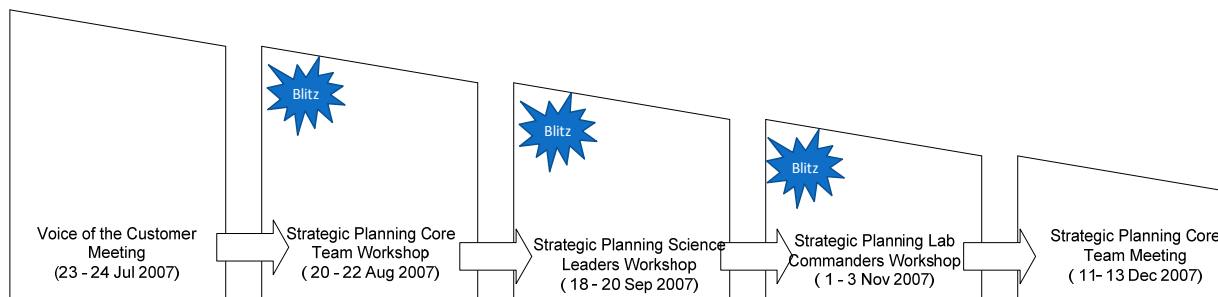 Blitz
Blitz
Blitz
Voice of the Customer
Meeting
(23 - 24 Jul 2007)
Strategic Planning Core
Team Workshop
(20 - 22 Aug 2007)
Strategic Planning Science
Leaders Workshop
( 18 - 20 Sep 2007)
Strategic Planning Lab
Commanders Workshop
( 1 - 3 Nov 2007)
Strategic Planning Core
Team Meeting
( 11- 13 Dec 2007)